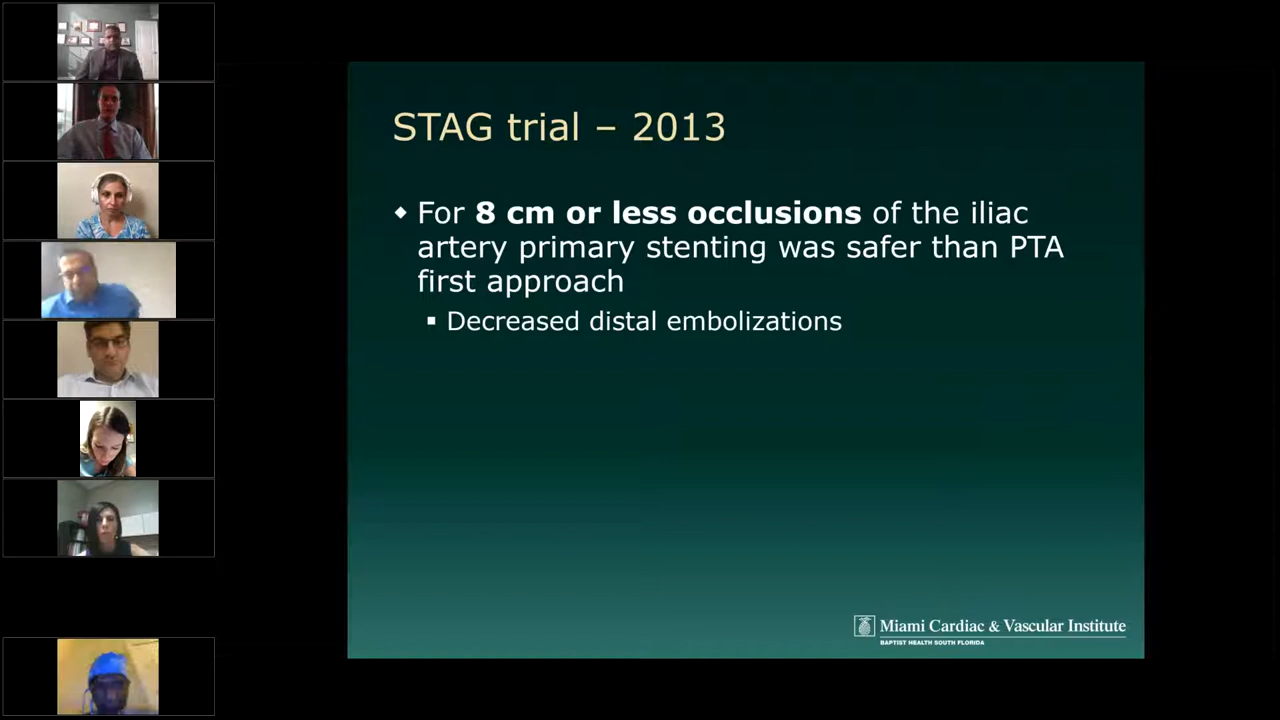 STAG trial – 2013
For 8 cm or less occlusions of the iliac
artery primary stenting was safer than PTA
first approach
Decreased distal embolizations
Miami Cardiac & Vascular Institute
BAPTIST HEALTH SOUTH FLORIDA